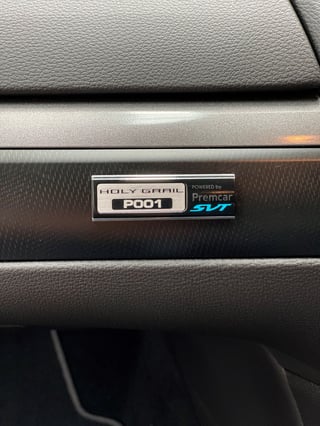 HOLY GRAIL
P001
POWERED by
Premcar
SVT